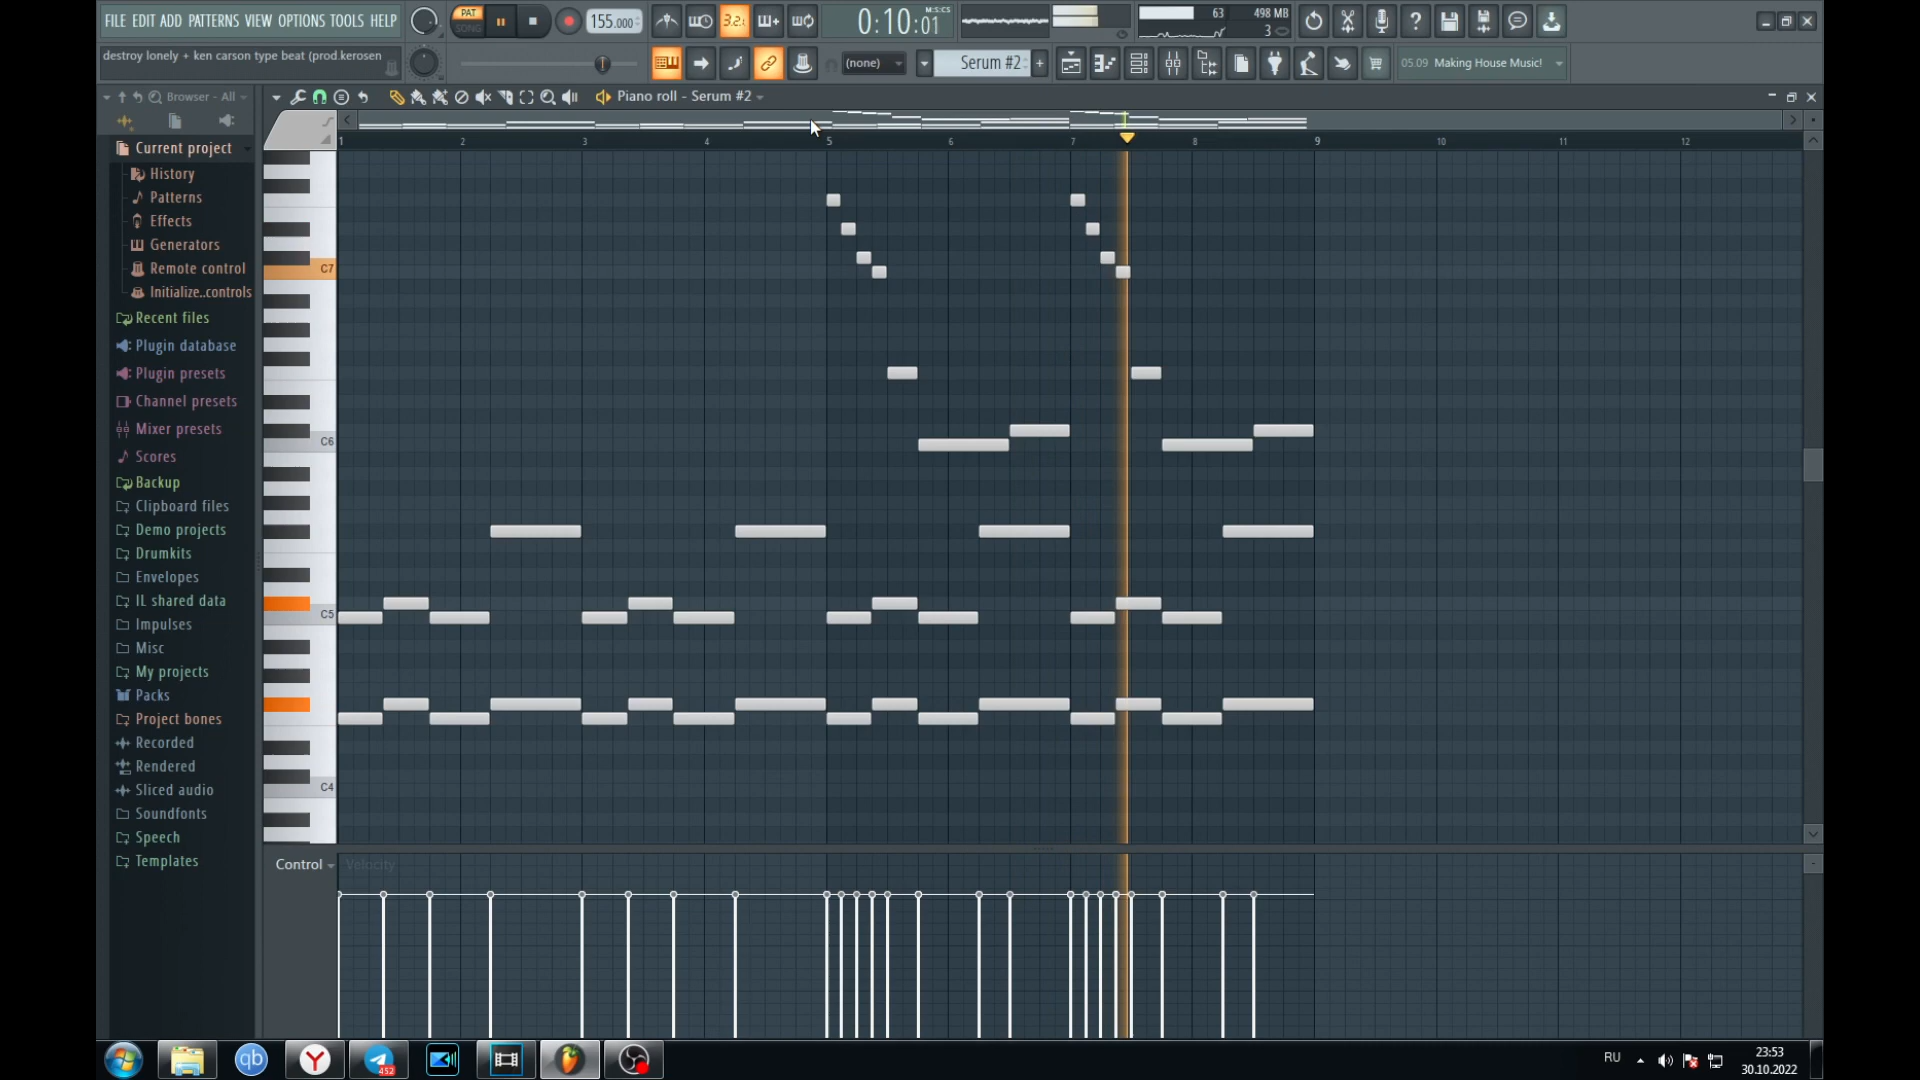 FILE EDIT ADD PATTERNS VIEW OPTIONS TOOLS HELP
PAT
SONG
155.000
3.2.
0:10:01
M:S:CS
63
498 MB
3
destroy lonely + ken carson type beat (prod.kerosen
(none)
Serum #2
+
05.09 Making House Music!
Browser - All
Piano roll - Serum #2
Current project
History
Patterns
Effects
Generators
Remote control
Initialize..controls
Recent files
Plugin database
Plugin presets
Channel presets
Mixer presets
Scores
Backup
Clipboard files
Demo projects
Drumkits
Envelopes
IL shared data
Impulses
Misc
My projects
Packs
Project bones
Recorded
Rendered
Sliced audio
Soundfonts
Speech
Templates
1 2 3 4 5 6 7 8 9 10 11 12
C7
C6
C5
C4
Control
Velocity
qb
Y
452
RU
23:53
30.10.2022